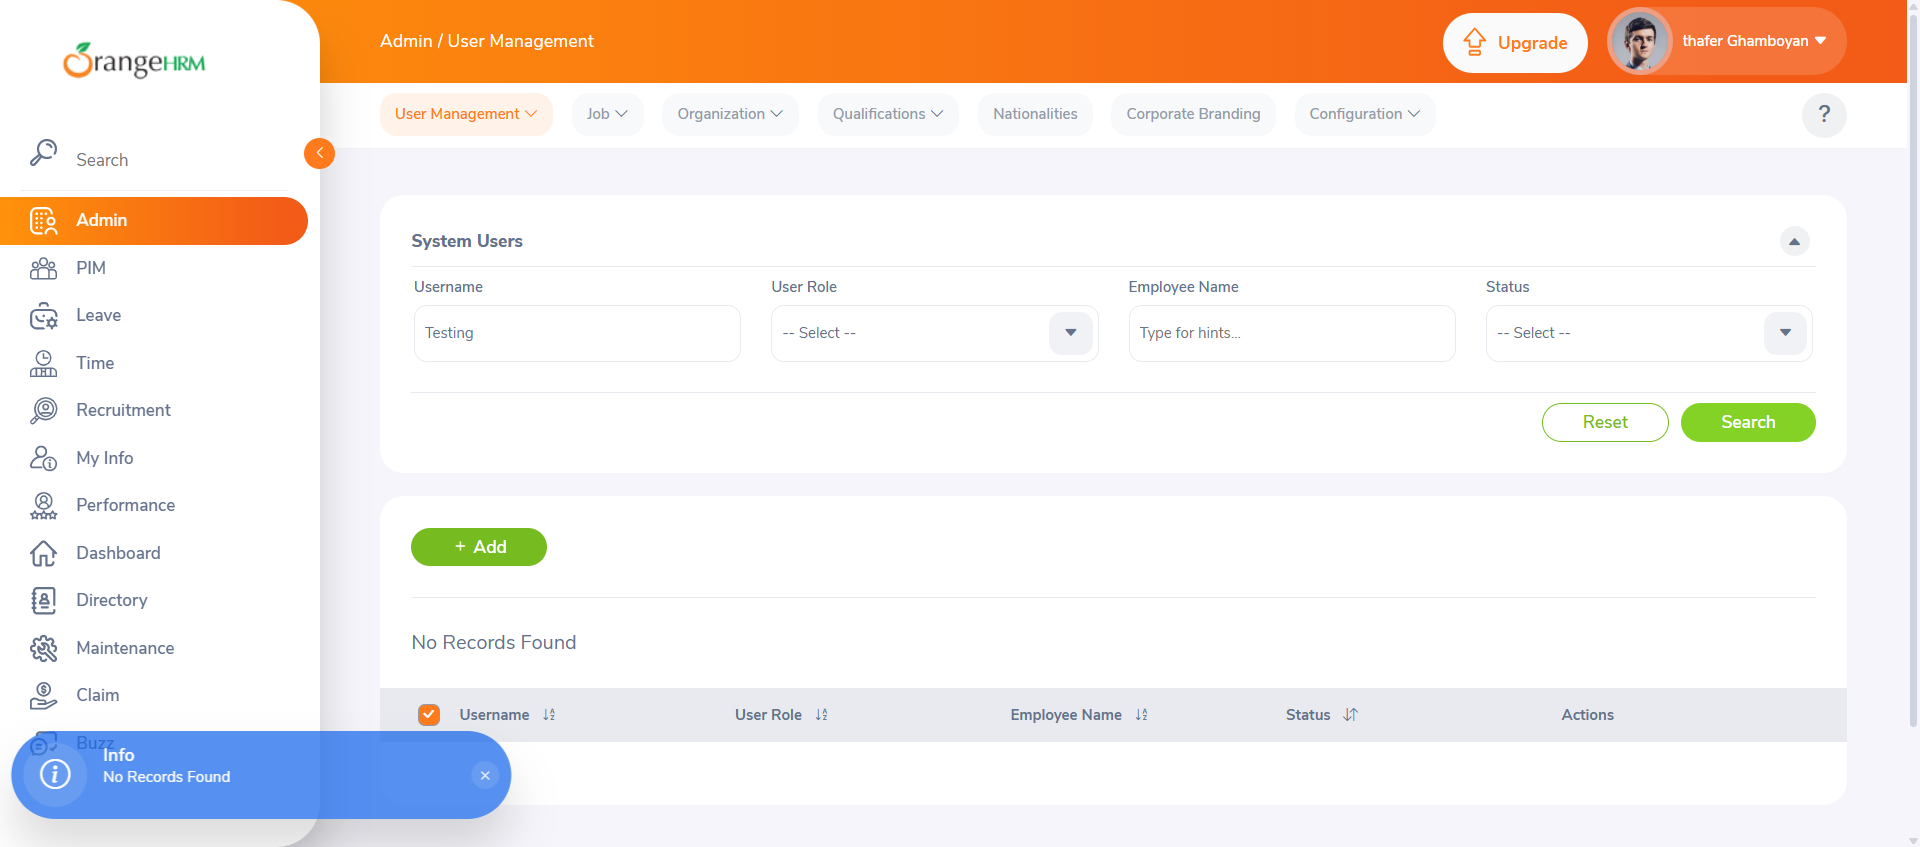 OrangeHRM
Admin / User Management
Upgrade
thafer Ghamboyan
User Management
Job
Organization
Qualifications
Nationalities
Corporate Branding
Configuration
?
Search
Admin
PIM
Leave
Time
Recruitment
My Info
Performance
Dashboard
Directory
Maintenance
Claim
Buzz
System Users
Username
User Role
Employee Name
Status
Testing
-- Select --
Type for hints...
-- Select --
Reset
Search
+ Add
No Records Found
Username
User Role
Employee Name
Status
Actions
Info
No Records Found